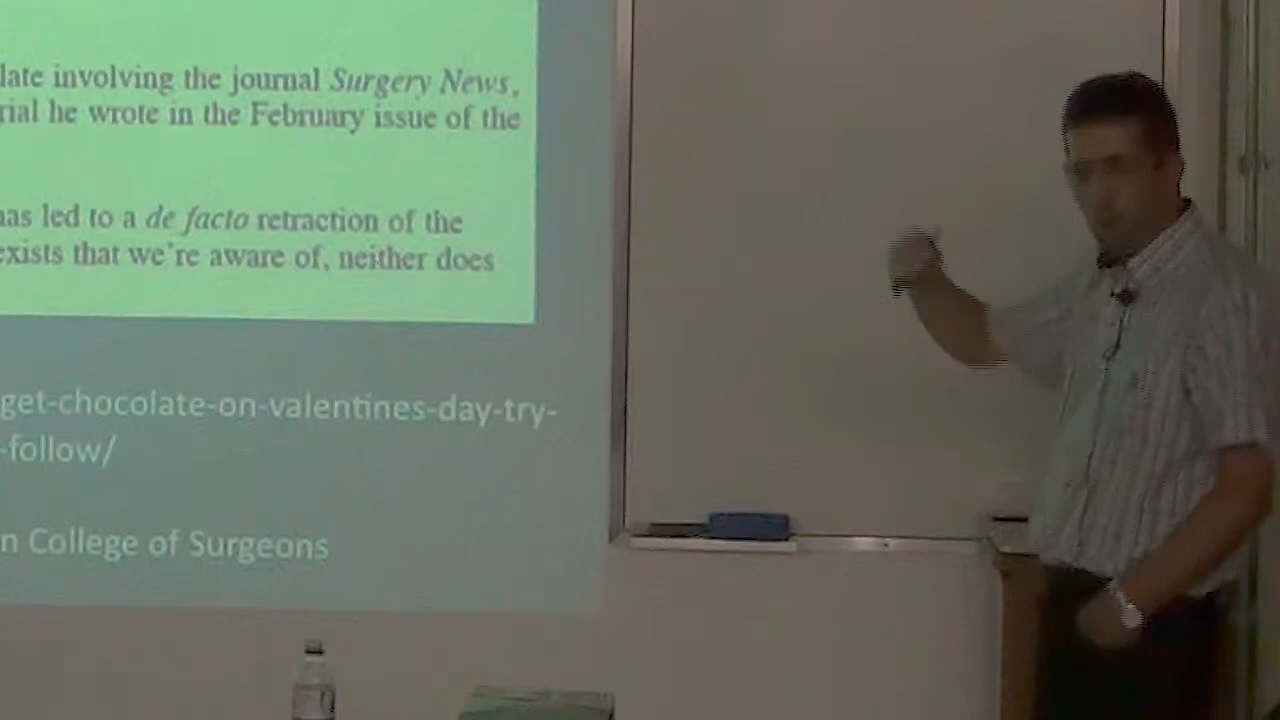 late involving the journal Surgery News,
rial he wrote in the February issue of the
has led to a de facto retraction of the
exists that we're aware of, neither does
get-chocolate-on-valentines-day-try-
-follow/
n College of Surgeons